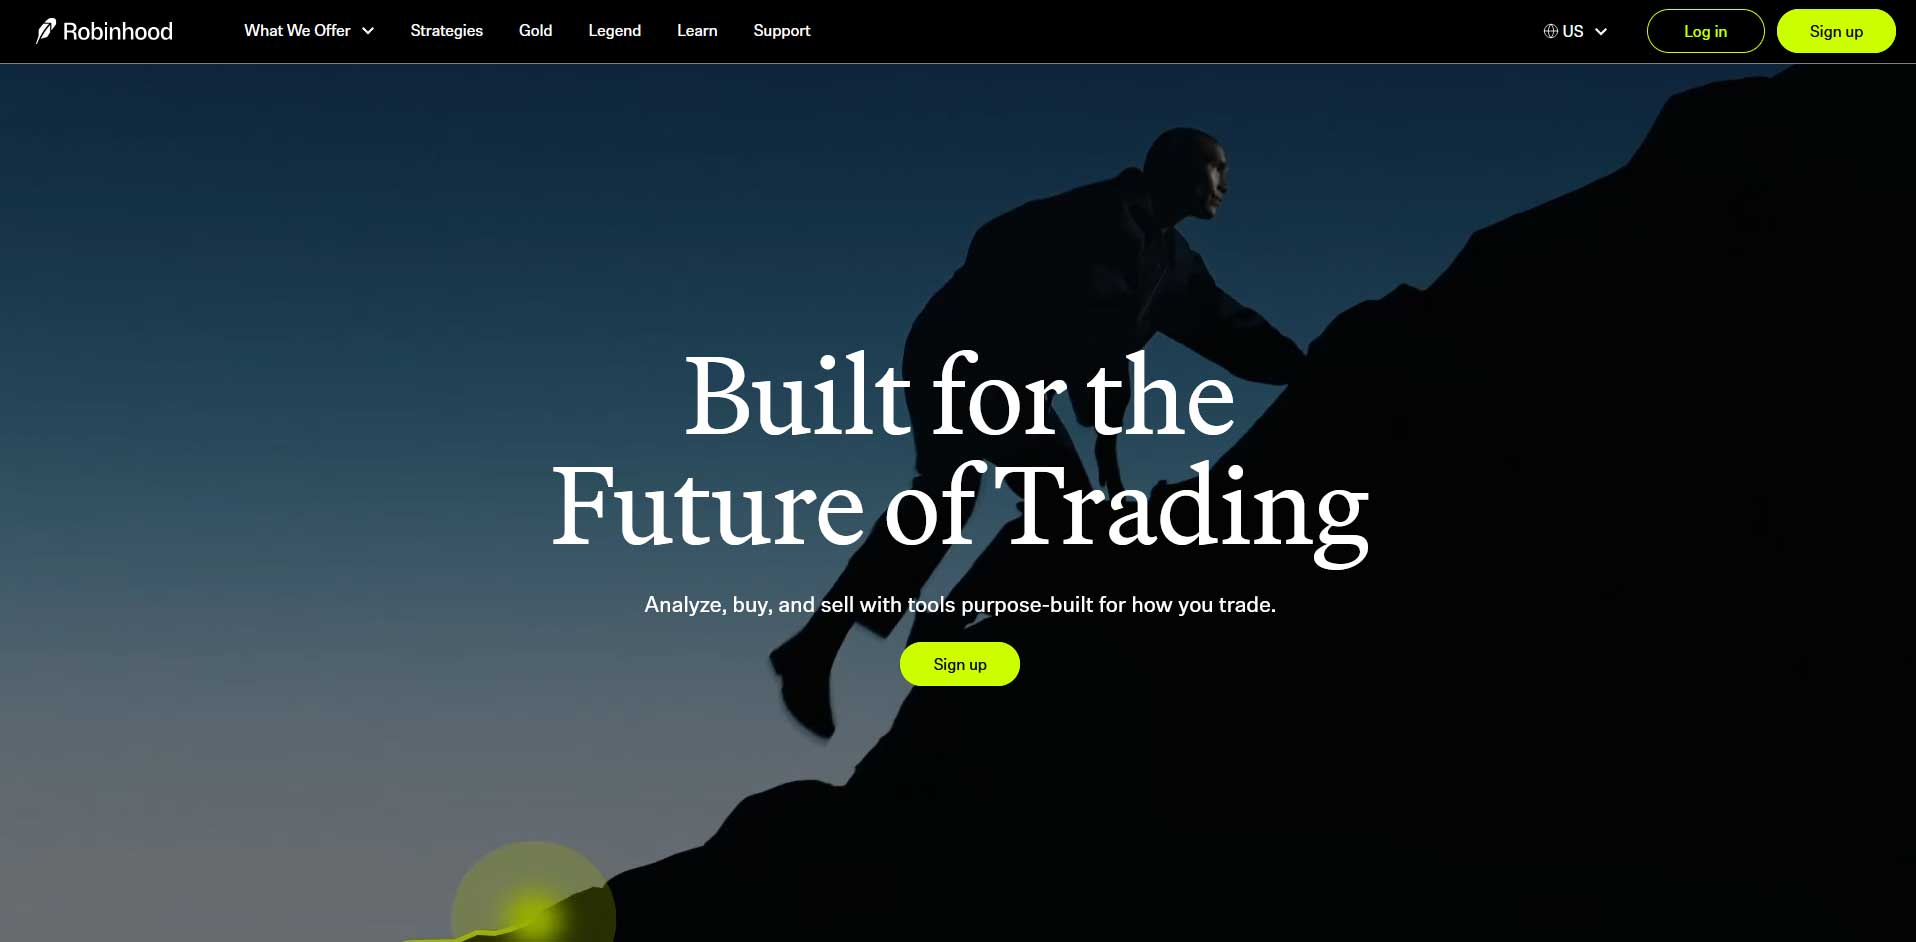 Robinhood
What We Offer
Strategies
Gold
Legend
Learn
Support
US
Log in
Sign up
Built for the
Future of Trading
Analyze, buy, and sell with tools purpose-built for how you trade.
Sign up